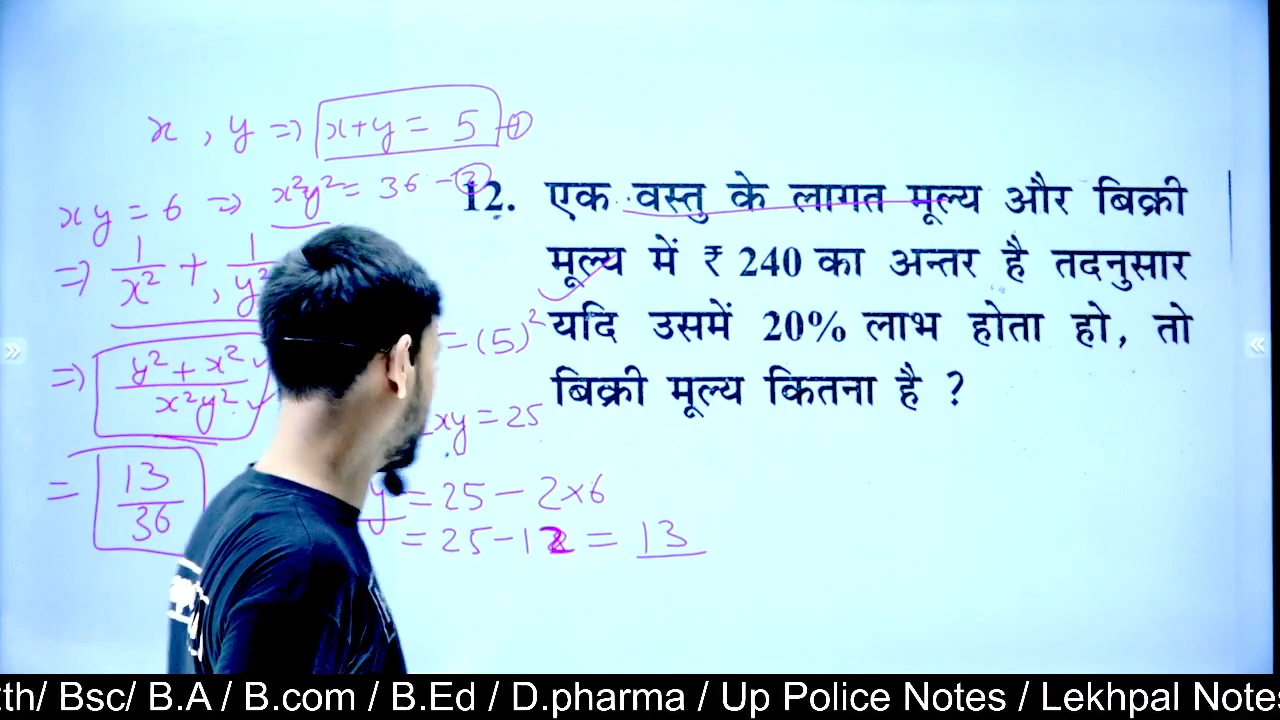 x , y ⇒ x+y = 5 -①
xy = 6 ⇒ x²y² = 36 -②
⇒ 1/x² + 1/y²
= (5)²
⇒ y² + x² / x²y²
xy = 25
= 13/36
y² = 25 - 2×6
= 25 - 12 = 13
12. एक वस्तु के लागत मूल्य और बिक्री
मूल्य में ₹ 240 का अन्तर है तदनुसार
यदि उसमें 20% लाभ होता हो, तो
बिक्री मूल्य कितना है ?
th/ Bsc/ B.A / B.com / B.Ed / D.pharma / Up Police Notes / Lekhpal Notes